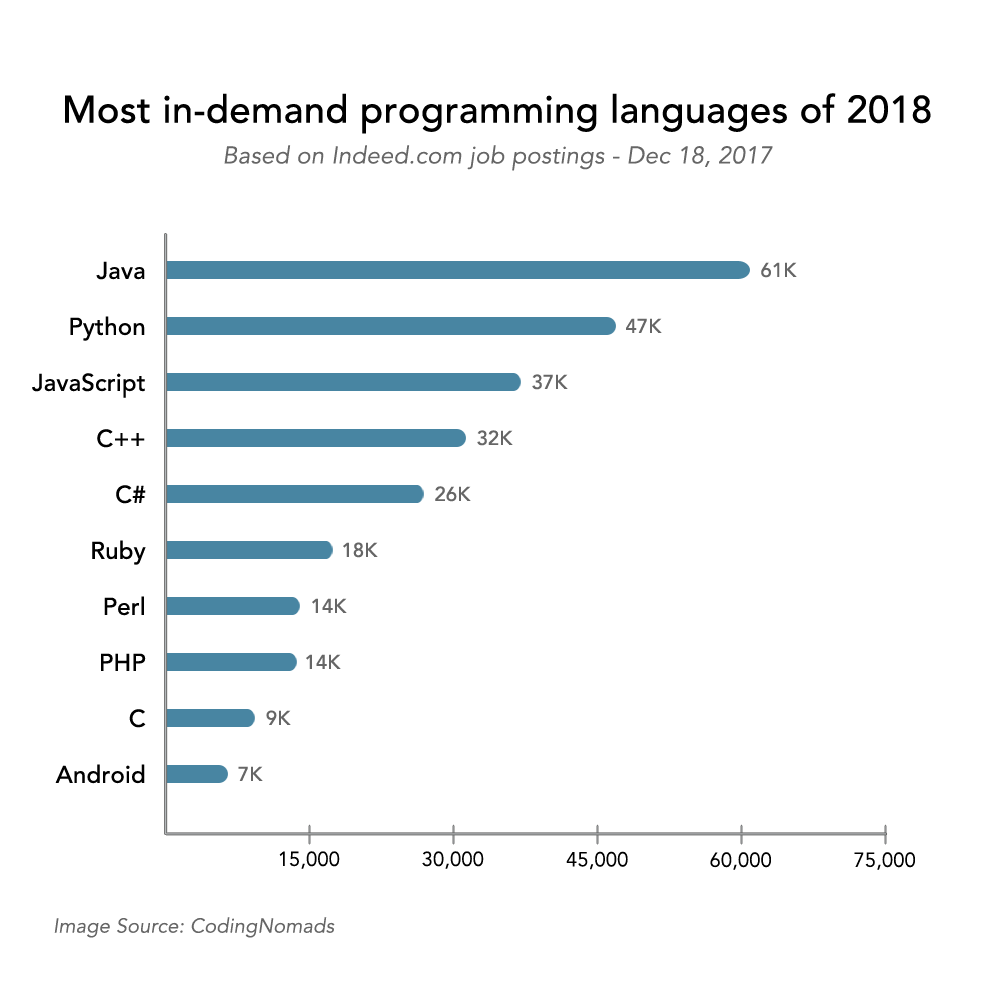 Most in-demand programming languages of 2018
Based on Indeed.com job postings - Dec 18, 2017
Java 61K
Python 47K
JavaScript 37K
C++ 32K
C# 26K
Ruby 18K
Perl 14K
PHP 14K
C 9K
Android 7K
15,000 30,000 45,000 60,000 75,000
Image Source: CodingNomads